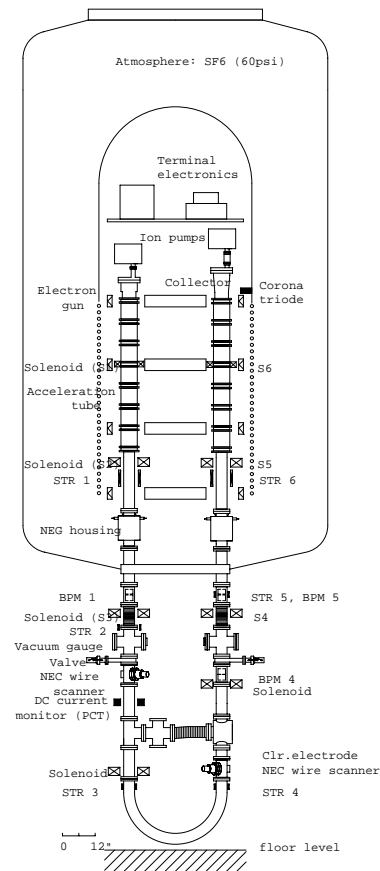 Atmosphere: SF6 (60psi)
Terminal
electronics
Ion pumps
Electron
gun
Collector
Corona
triode
Solenoid (S1)
S6
Acceleration
tube
Solenoid (S2)
S5
STR 1
STR 6
NEG housing
BPM 1
STR 5, BPM 5
Solenoid (S3)
S4
STR 2
Vacuum gauge
Valve
NEC wire
scanner
BPM 4
Solenoid
DC current
monitor (PCT)
Clr.electrode
NEC wire scanner
Solenoid
STR 3
STR 4
0 12"
floor level